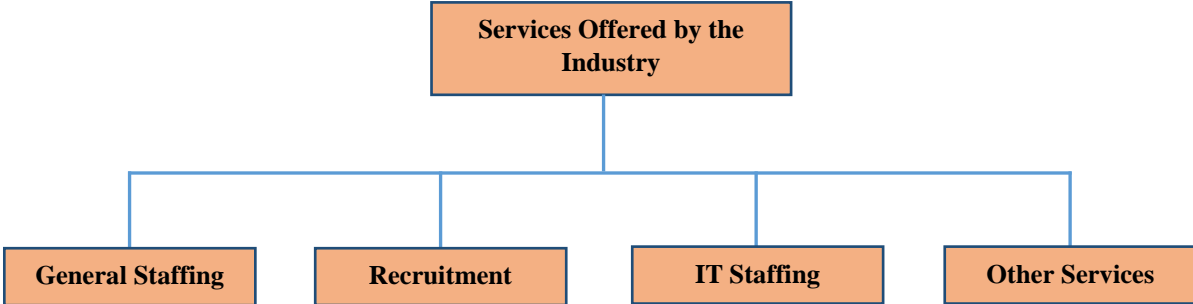 Services Offered by the
Industry
General Staffing
Recruitment
IT Staffing
Other Services